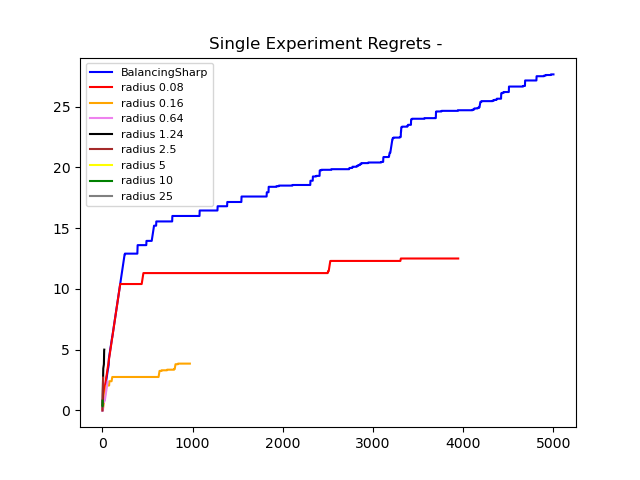 Single Experiment Regrets -
BalancingSharp
radius 0.08
radius 0.16
radius 0.64
radius 1.24
radius 2.5
radius 5
radius 10
radius 25
25
20
15
10
5
0
0 1000 2000 3000 4000 5000